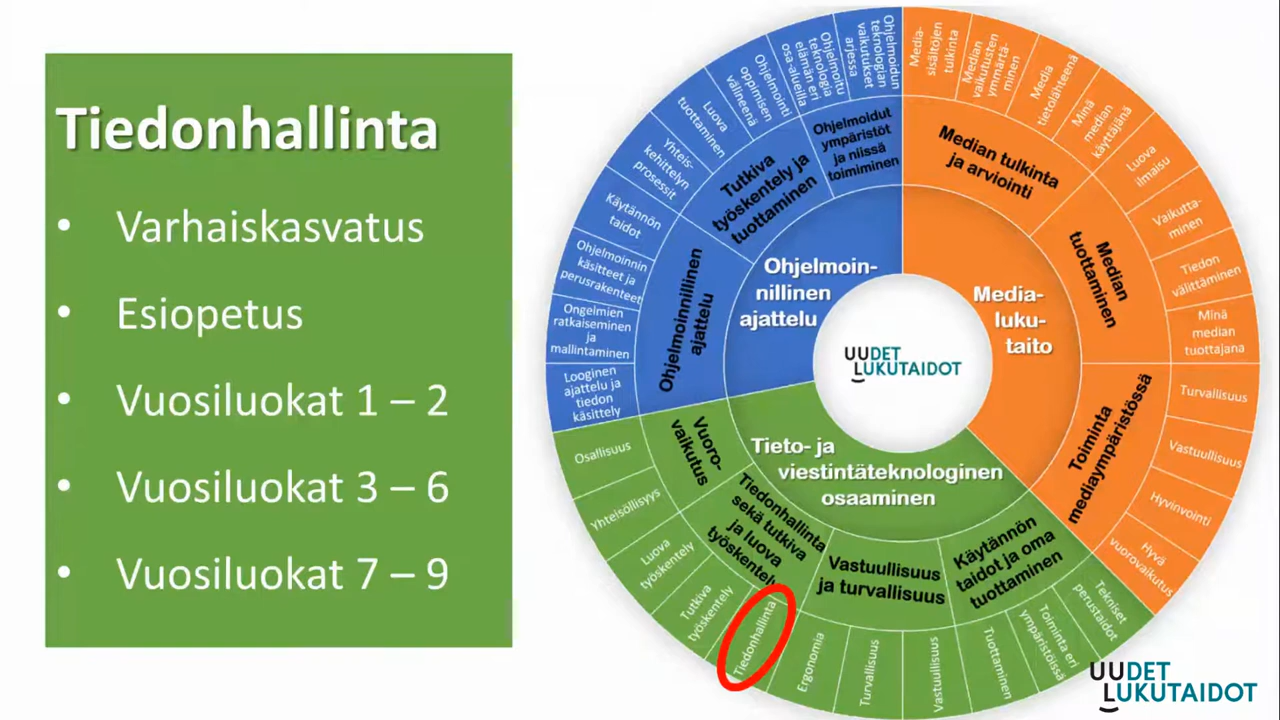 Tiedonhallinta
• Varhaiskasvatus
• Esiopetus
• Vuosiluokat 1 – 2
• Vuosiluokat 3 – 6
• Vuosiluokat 7 – 9
UUDET
LUKUTAIDOT
Media-
luku-
taito
Median tulkinta
ja arviointi
Media-
sisältöjen
tulkinta
Median
vaikutusten
ymmärtä-
minen
Media
tietolähteenä
Minä
median
käyttäjänä
Median
tuottaminen
Luova
ilmaisu
Vaikutta-
minen
Tiedon
välittäminen
Minä
median
tuottajana
Toiminta
mediaympäristössä
Turvallisuus
Vastuullisuus
Hyvinvointi
Hyvä
vuorovaikutus
Tieto- ja
viestintäteknologinen
osaaminen
Käytännön
taidot ja oma
tuottaminen
Tekniset
perustaidot
Toiminta eri
ympäristöissä
Tuottaminen
Vastuullisuus
ja turvallisuus
Vastuullisuus
Turvallisuus
Ergonomia
Tiedonhallinta
sekä tutkiva
ja luova
työskentely
Tiedonhallinta
Tutkiva
työskentely
Luova
työskentely
Vuoro-
vaikutus
Yhteisöllisyys
Osallisuus
Ohjelmoin-
nillinen
ajattelu
Ohjelmoinnillinen
ajattelu
Looginen
ajattelu ja
tiedon
käsittely
Ongelmien
ratkaiseminen
ja
mallintaminen
Ohjelmoinnin
käsitteet ja
perusrakenteet
Tutkiva
työskentely ja
tuottaminen
Käytännön
taidot
Yhteis-
kehittelyn
prosessit
Luova
tuottaminen
Ohjelmointi
oppimisen
välineenä
Ohjelmoidut
ympäristöt
ja niissä
toimiminen
Ohjelmoitu
teknologia
elämän eri
osa-alueilla
Ohjelmoidun
teknologian
vaikutukset
arjessa
UUDET
LUKUTAIDOT